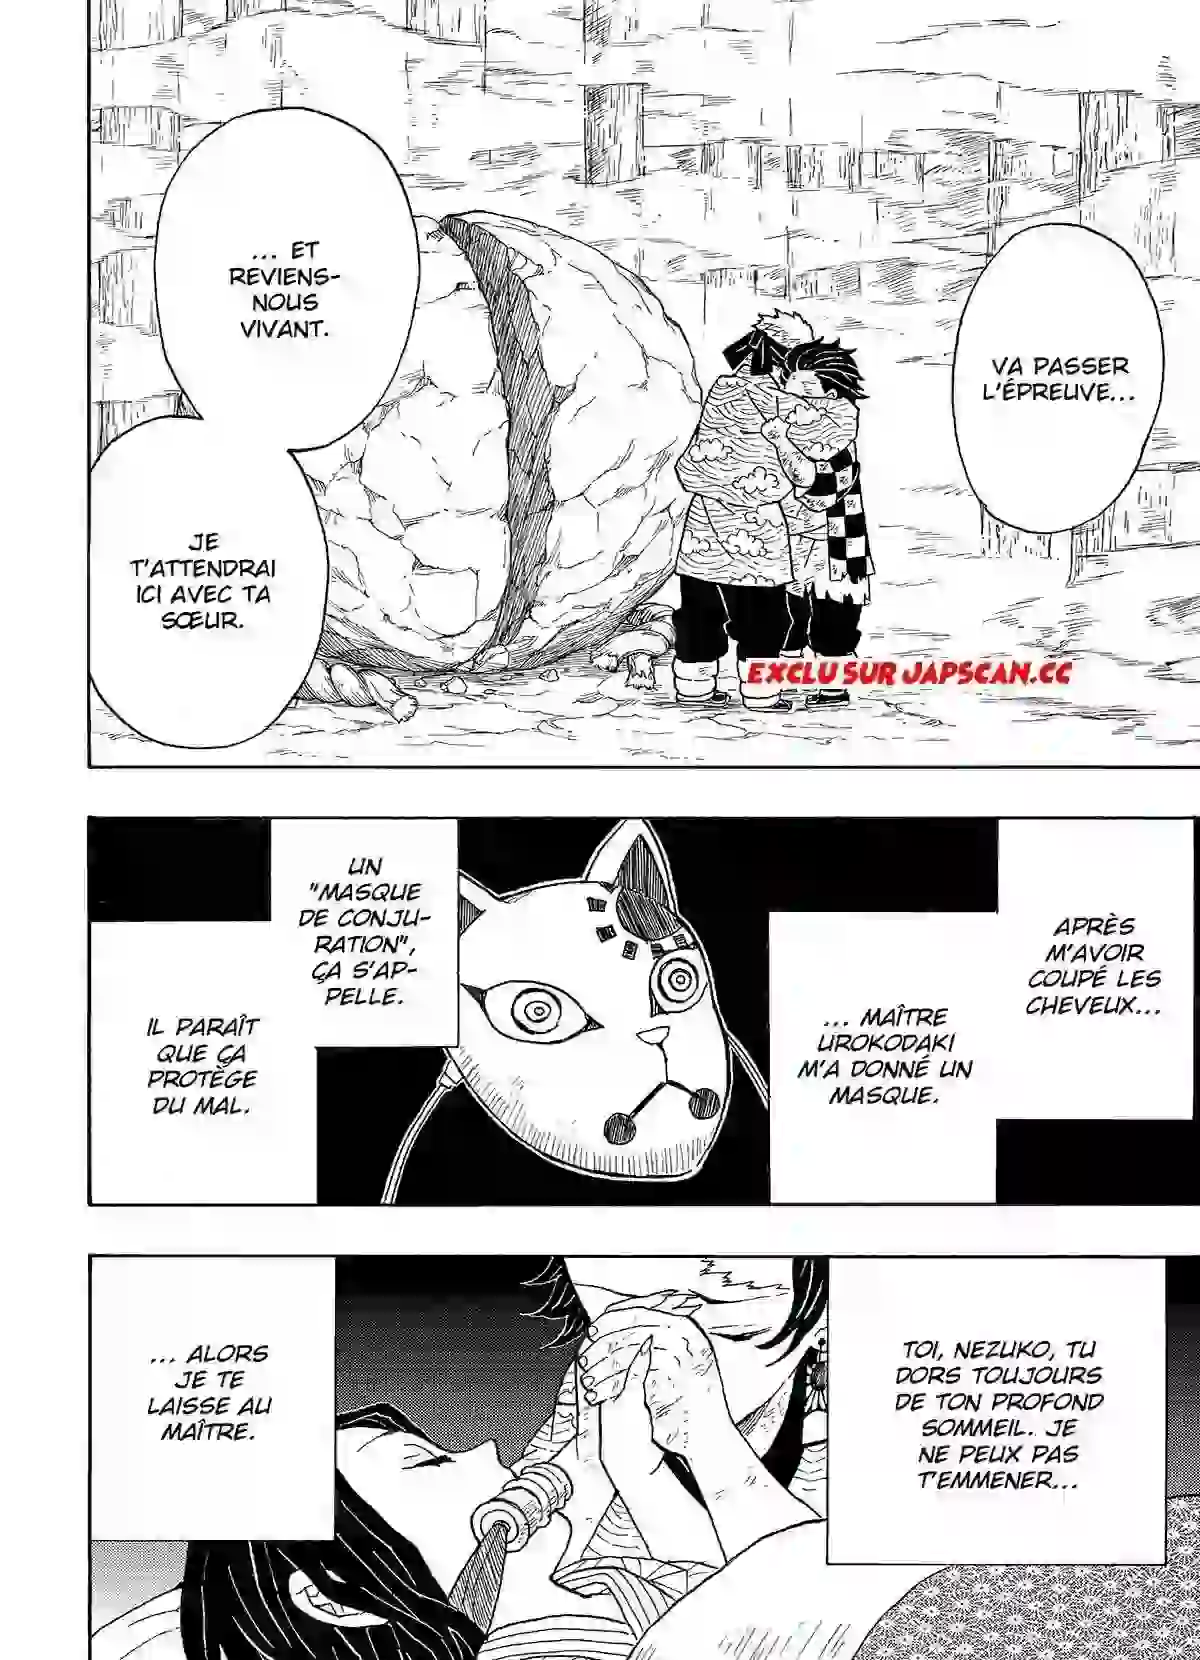 VA PASSER
L'ÉPREUVE...
... ET
REVIENS-
NOUS
VIVANT.
JE
T'ATTENDRAI
ICI AVEC TA
SŒUR.
EXCLU SUR JAPSCAN.CC
APRÈS
M'AVOIR
COUPÉ LES
CHEVEUX...
... MAÎTRE
UROKODAKI
M'A DONNÉ UN
MASQUE.
UN
"MASQUE
DE CONJU-
RATION",
ÇA S'AP-
PELLE.
IL PARAÎT
QUE ÇA
PROTÈGE
DU MAL.
TOI, NEZUKO, TU
DORS TOUJOURS
DE TON PROFOND
SOMMEIL. JE
NE PEUX PAS
T'EMMENER...
... ALORS
JE TE
LAISSE AU
MAÎTRE.